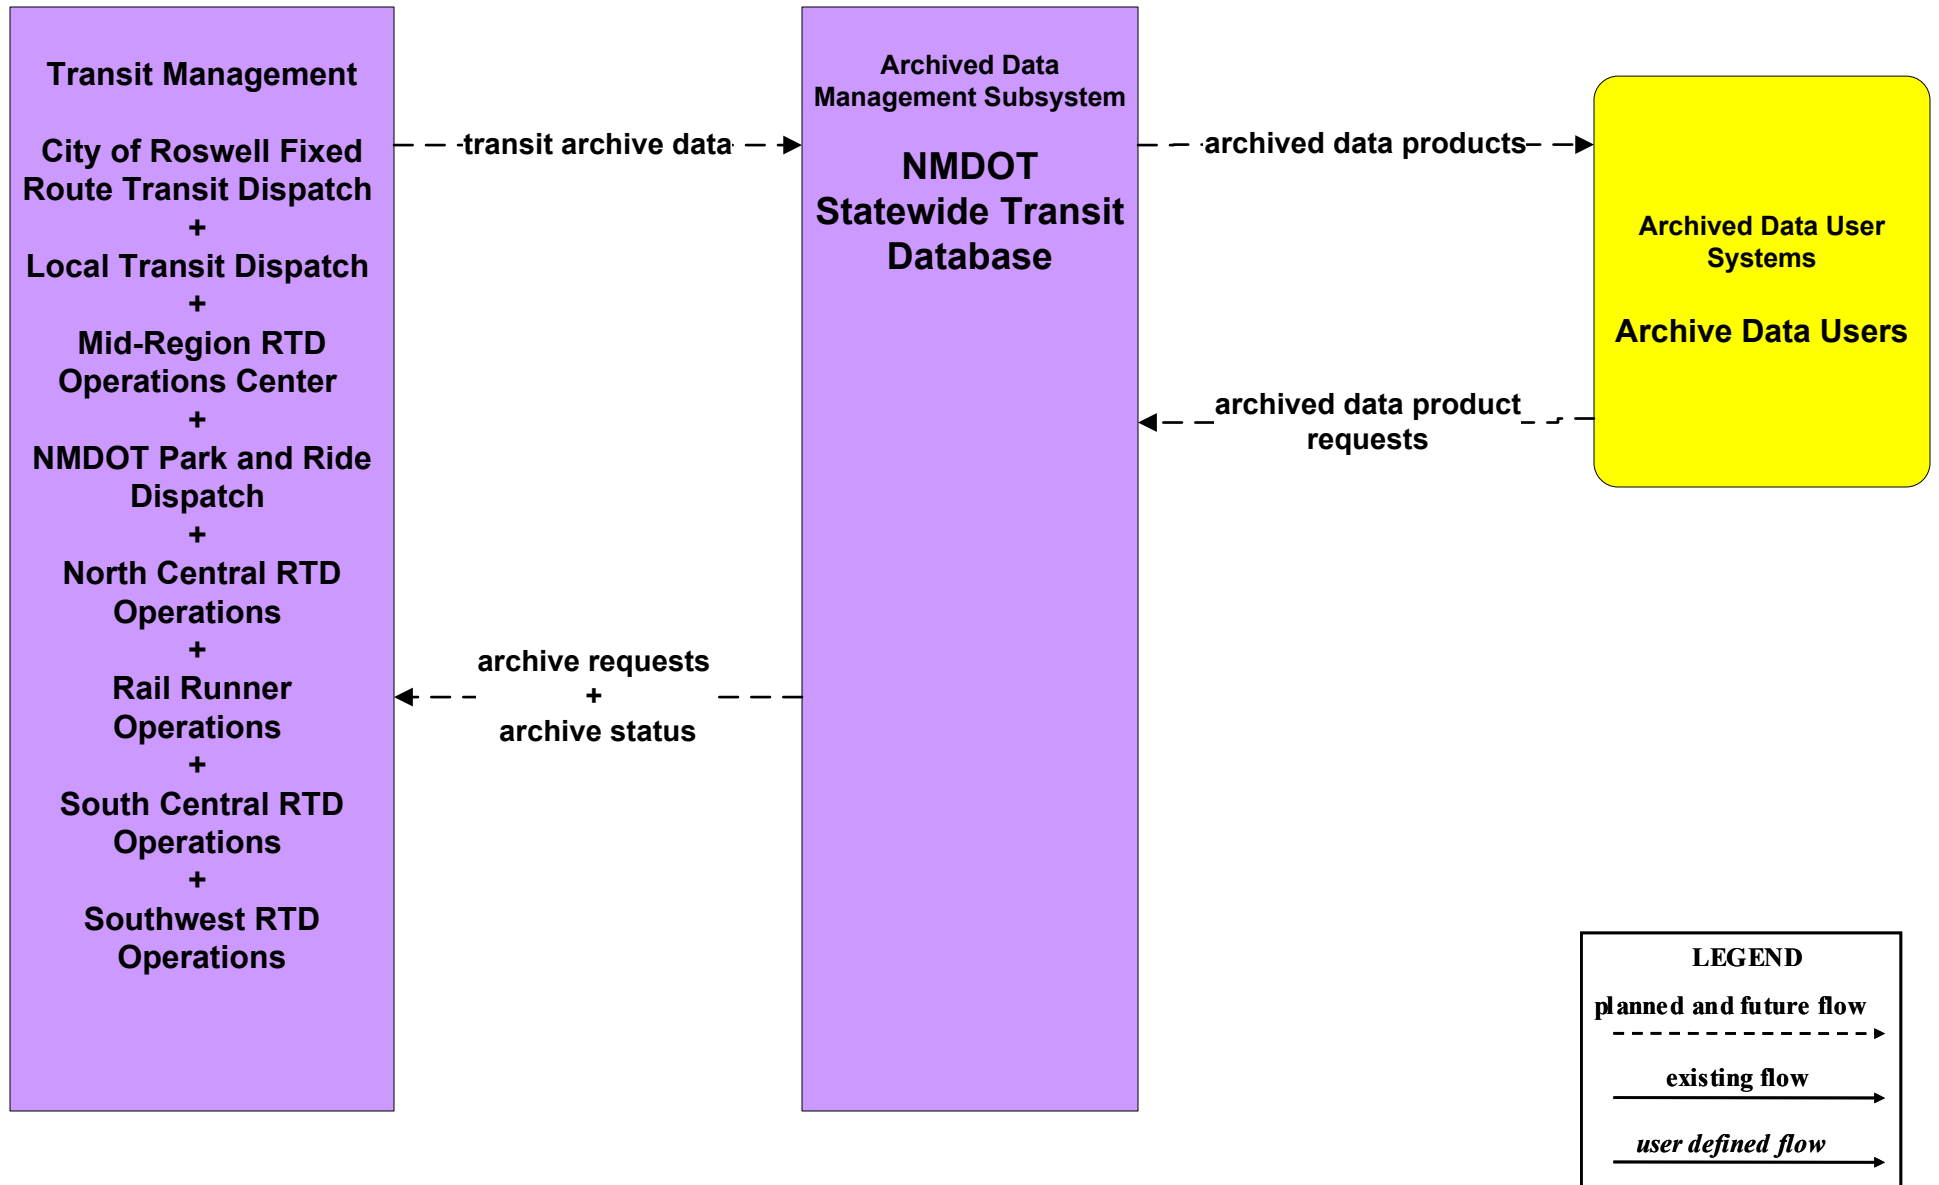 Transit Management
City of Roswell Fixed
Route Transit Dispatch
+
Local Transit Dispatch
+
Mid-Region RTD
Operations Center
+
NMDOT Park and Ride
Dispatch
+
North Central RTD
Operations
+
Rail Runner
Operations
+
South Central RTD
Operations
+
Southwest RTD
Operations
transit archive data
archive requests
+
archive status
Archived Data
Management Subsystem
NMDOT
Statewide Transit
Database
archived data products
archived data product
requests
Archived Data User
Systems
Archive Data Users
LEGEND
planned and future flow
existing flow
user defined flow